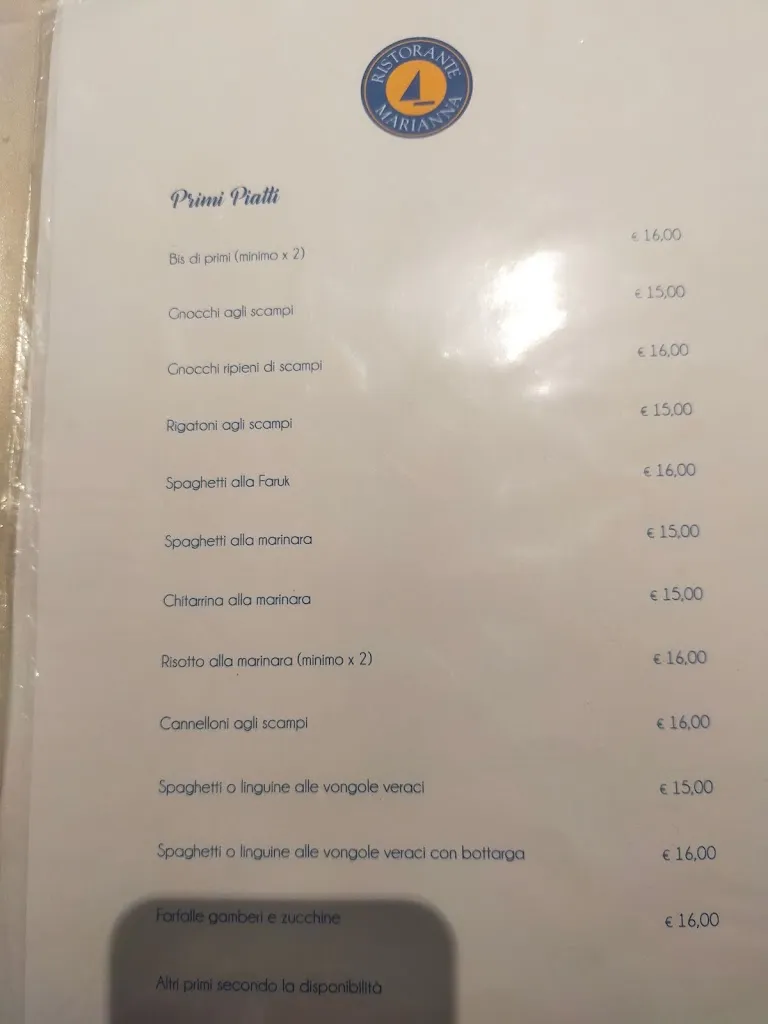 RISTORANTE
MARIANNA
Primi Piatti
Bis di primi (minimo x 2) € 16,00
Gnocchi agli scampi € 15,00
Gnocchi ripieni di scampi € 16,00
Rigatoni agli scampi € 15,00
Spaghetti alla Faruk € 16,00
Spaghetti alla marinara € 15,00
Chitarrina alla marinara € 15,00
Risotto alla marinara (minimo x 2) € 16,00
Cannelloni agli scampi € 16,00
Spaghetti o linguine alle vongole veraci € 15,00
Spaghetti o linguine alle vongole veraci con bottarga € 16,00
Farfalle gamberi e zucchine € 16,00
Altri primi secondo la disponibilità